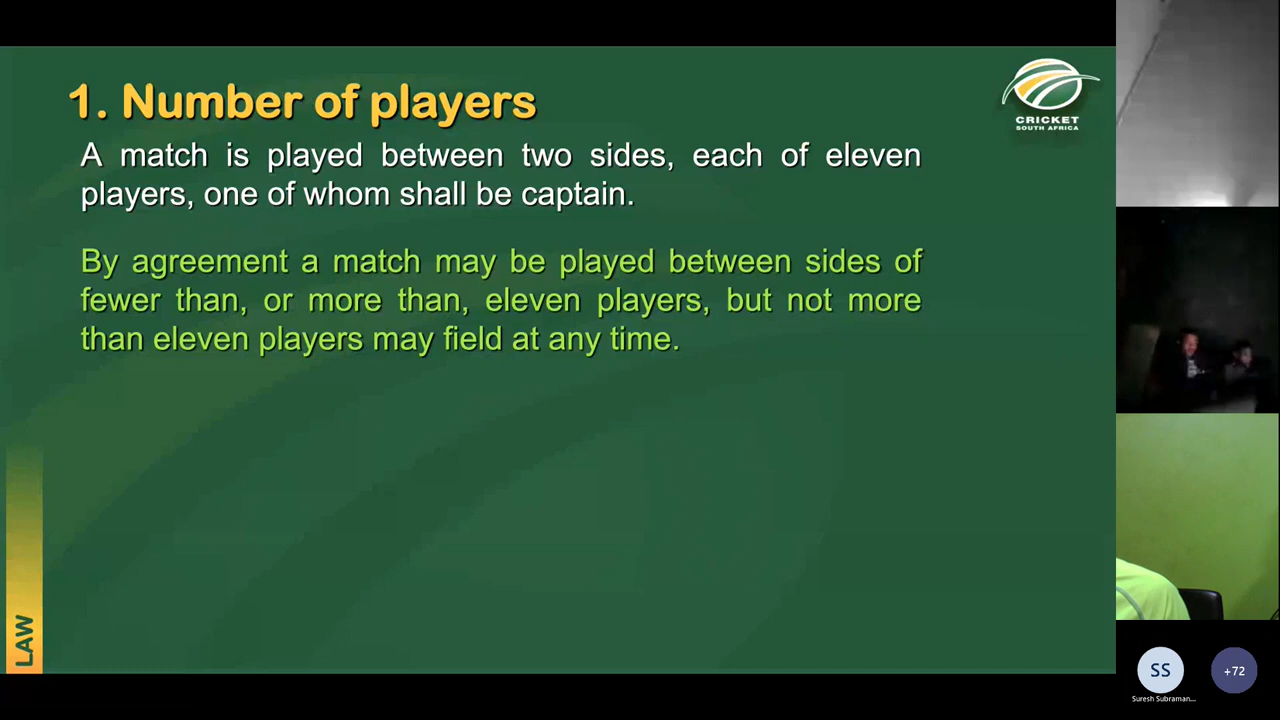 1. Number of players
A match is played between two sides, each of eleven
players, one of whom shall be captain.
By agreement a match may be played between sides of
fewer than, or more than, eleven players, but not more
than eleven players may field at any time.
CRICKET
SOUTH AFRICA
LAW
SS
+72
Suresh Subraman...